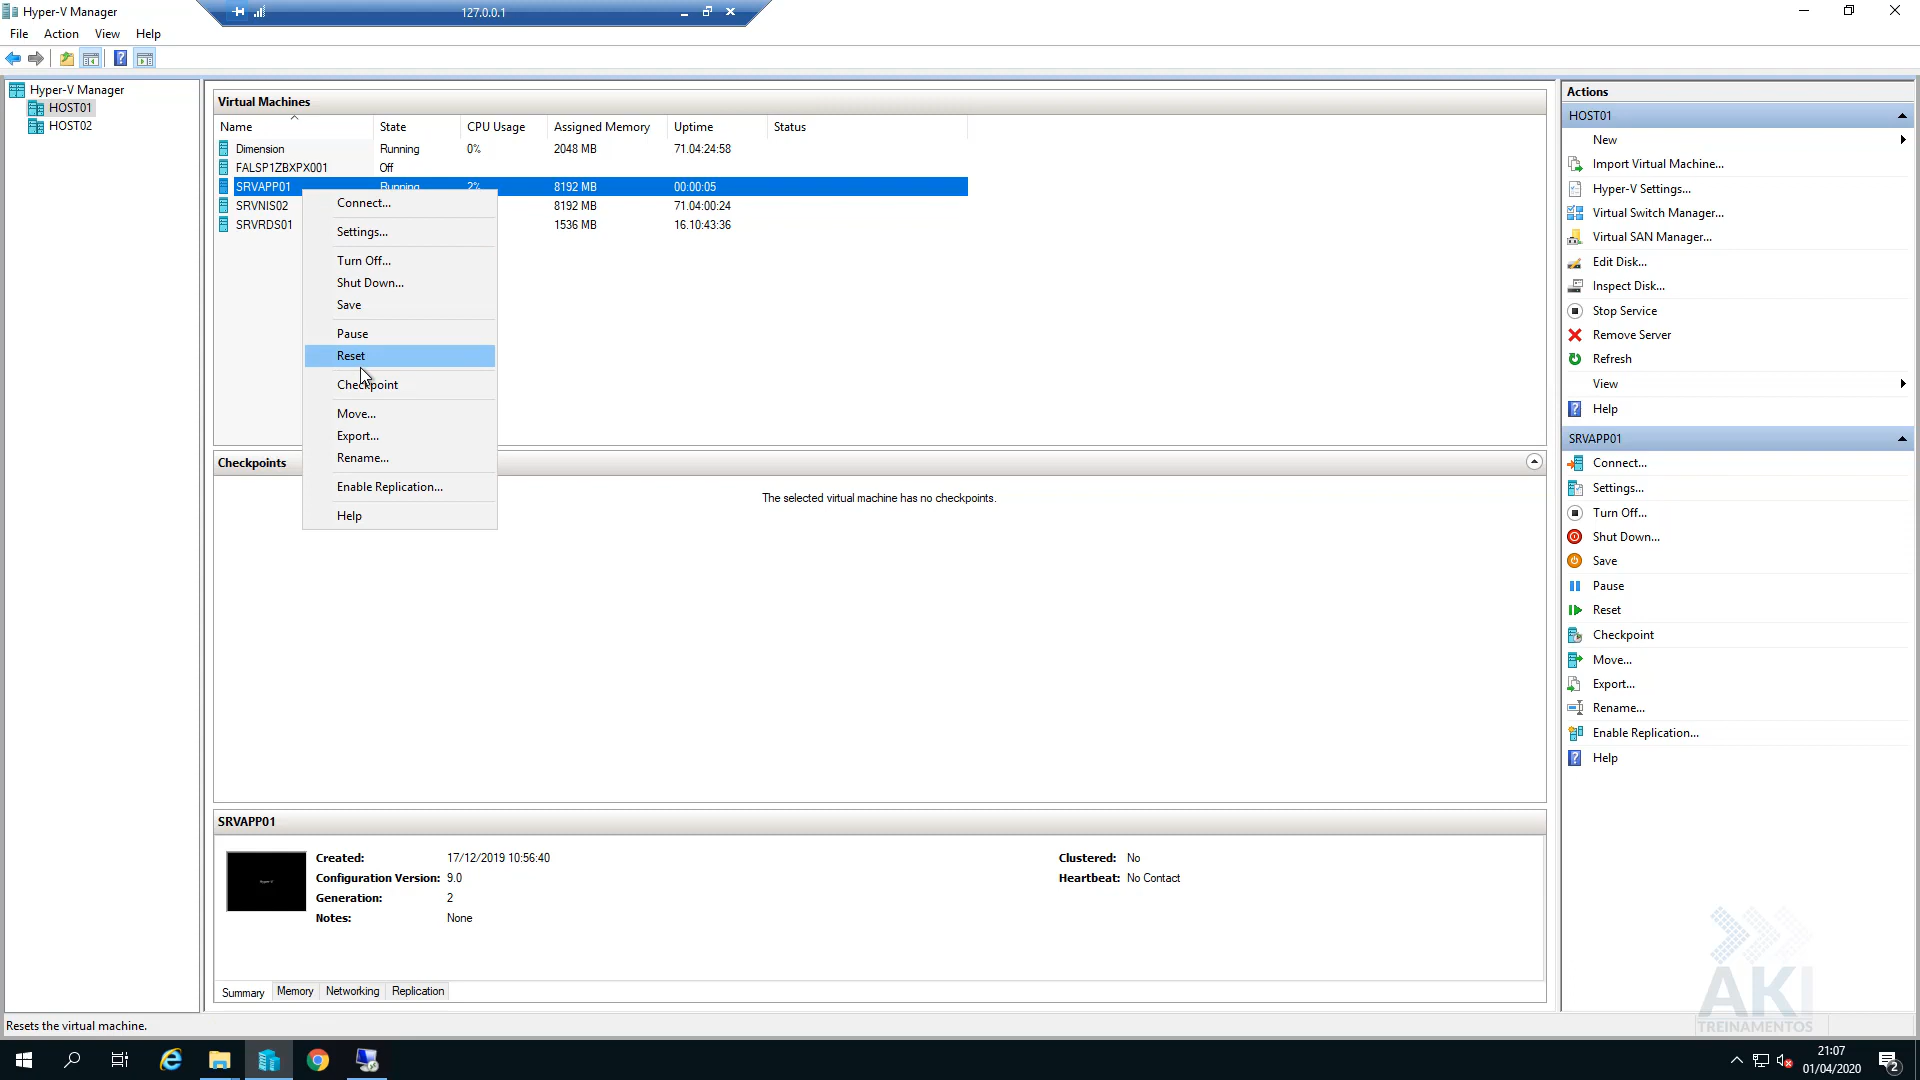 Hyper-V Manager
127.0.0.1
File Action View Help
Hyper-V Manager
HOST01
HOST02
Virtual Machines
Name State CPU Usage Assigned Memory Uptime Status
Dimension Running 0% 2048 MB 71.04:24:58
FALSP1ZBXPX001 Off
SRVAPP01 Running 2% 8192 MB 00:00:05
SRVNIS02 8192 MB 71.04:00:24
SRVRDS01 1536 MB 16.10:43:36
Connect...
Settings...
Turn Off...
Shut Down...
Save
Pause
Reset
Checkpoint
Move...
Export...
Rename...
Enable Replication...
Help
Checkpoints
The selected virtual machine has no checkpoints.
SRVAPP01
Created: 17/12/2019 10:56:40
Configuration Version: 9.0
Generation: 2
Notes: None
Clustered: No
Heartbeat: No Contact
Hyper-V
Summary Memory Networking Replication
Actions
HOST01
New
Import Virtual Machine...
Hyper-V Settings...
Virtual Switch Manager...
Virtual SAN Manager...
Edit Disk...
Inspect Disk...
Stop Service
Remove Server
Refresh
View
Help
SRVAPP01
Connect...
Settings...
Turn Off...
Shut Down...
Save
Pause
Reset
Checkpoint
Move...
Export...
Rename...
Enable Replication...
Help
AKI
TREINAMENTOS
Resets the virtual machine.
21:07
01/04/2020
2